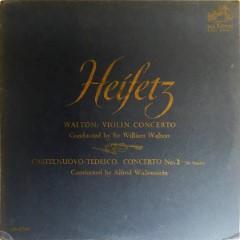 Heifetz
WALTON: VIOLIN CONCERTO
Conducted by Sir William Walton
CASTELNUOVO-TEDESCO: CONCERTO No. 2
Conducted by Alfred Wallenstein